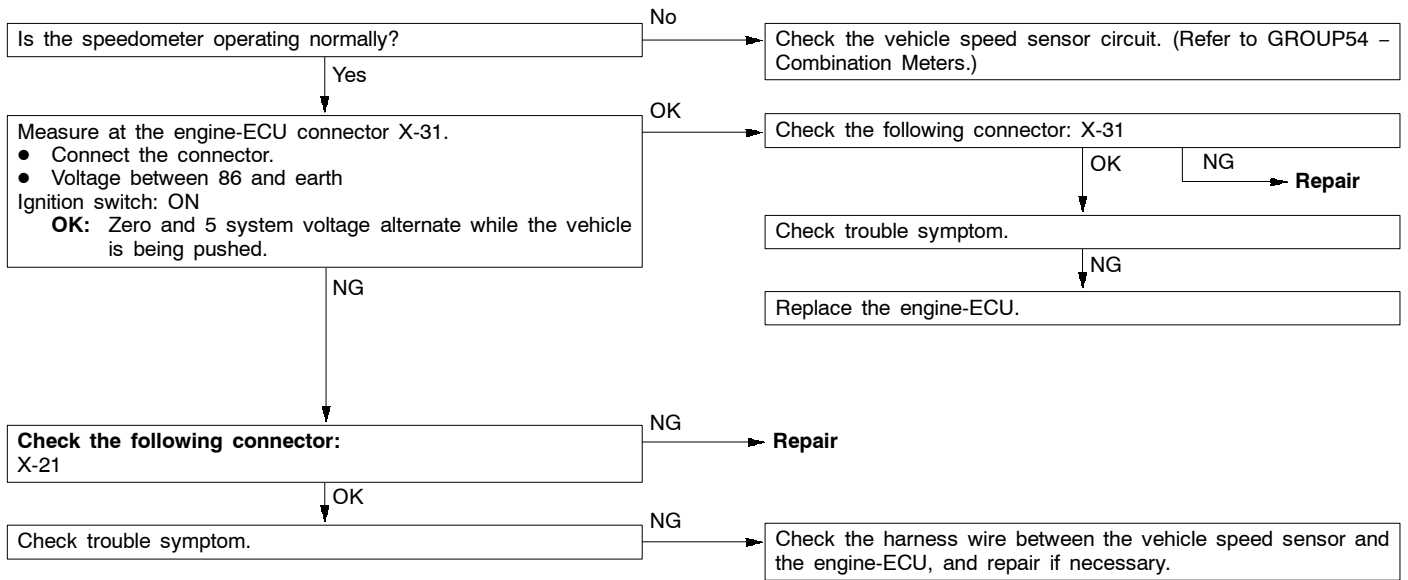 No
Is the speedometer operating normally?
Check the vehicle speed sensor circuit. (Refer to GROUP54 –
Combination Meters.)
Yes
OK
Measure at the engine-ECU connector X-31.
● Connect the connector.
● Voltage between 86 and earth
Ignition switch: ON
OK: Zero and 5 system voltage alternate while the vehicle
is being pushed.
Check the following connector: X-31
OK
NG
Repair
Check trouble symptom.
NG
Replace the engine-ECU.
NG
Check the following connector:
X-21
NG
Repair
OK
Check trouble symptom.
NG
Check the harness wire between the vehicle speed sensor and
the engine-ECU, and repair if necessary.